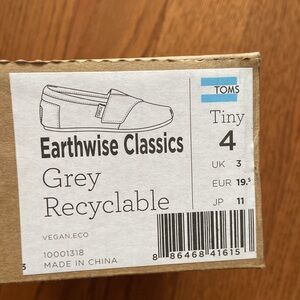 TOMS
Tiny
4
UK 3
EUR 19.5
JP 11
Earthwise Classics
Grey
Recyclable
VEGAN,ECO
10001318
MADE IN CHINA
3
8 86468 41615